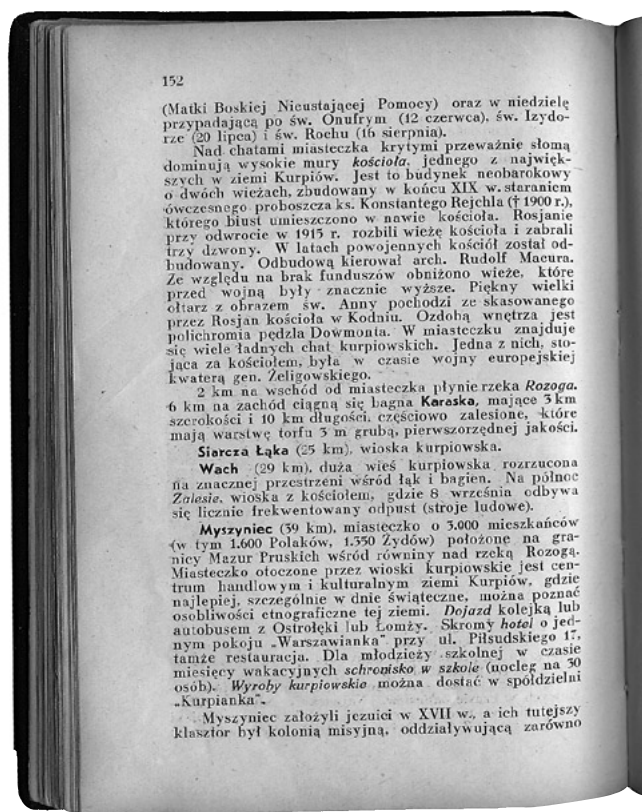 152
(Matki Boskiej Nieustającej Pomocy) oraz w niedzielę
przypadającą po św. Onufrym (12 czerwca), św. Izydo-
rze (20 lipca) i św. Rochu (16 sierpnia).
Nad chatami miasteczka krytymi przeważnie słomą
dominują wysokie mury kościoła, jednego z najwięk-
szych w ziemi Kurpiów. Jest to budynek neobarokowy
o dwóch wieżach, zbudowany w końcu XIX w. staraniem
ówczesnego proboszcza ks. Konstantego Rejchla († 1900 r.),
którego biust umieszczono w nawie kościoła. Rosjanie
przy odwrocie w 1915 r. rozbili wieżę kościoła i zabrali
trzy dzwony. W latach powojennych kościół został od-
budowany. Odbudową kierował arch. Rudolf Macura.
Ze względu na brak funduszów obniżono wieże, które
przed wojną były znacznie wyższe. Piękny wielki
ołtarz z obrazem św. Anny pochodzi ze skasowanego
przez Rosjan kościoła w Kodniu. Ozdobą wnętrza jest
polichromia pędzla Dowmonta. W miasteczku znajduje
się wiele ładnych chat kurpiowskich. Jedna z nich, sto-
jąca za kościołem, była w czasie wojny europejskiej
kwaterą gen. Żeligowskiego.
2 km na wschód od miasteczka płynie rzeka Rozoga.
6 km na zachód ciągną się bagna Karaska, mające 3 km
szerokości i 10 km długości, częściowo zalesione, które
mają warstwę torfu 3 m grubą, pierwszorzędnej jakości.
Siarcza Łąka (25 km), wioska kurpiowska.
Wach (29 km), duża wieś kurpiowska rozrzucona
na znacznej przestrzeni wśród łąk i bagien. Na północ
Zalesie, wioska z kościołem, gdzie 8 września odbywa
się licznie frekwentowany odpust (stroje ludowe).
Myszyniec (39 km), miasteczko o 3.000 mieszkańców
(w tym 1.600 Polaków, 1.350 Żydów) położone na gra-
nicy Mazur Pruskich wśród równiny nad rzeką Rozogą.
Miasteczko otoczone przez wioski kurpiowskie jest cen-
trum handlowym i kulturalnym ziemi Kurpiów, gdzie
najlepiej, szczególnie w dnie świąteczne, można poznać
osobliwości etnograficzne tej ziemi. Dojazd kolejką lub
autobusem z Ostrołęki lub Łomży. Skromy hotel o jed-
nym pokoju „Warszawianka" przy ul. Piłsudskiego 17,
tamże restauracja. Dla młodzieży szkolnej w czasie
miesięcy wakacyjnych schronisko w szkole (nocleg na 30
osób). Wyroby kurpiowskie można dostać w spółdzielni
„Kurpianka".
Myszyniec założyli jezuici w XVII w., a ich tutejszy
klasztor był kolonią misyjną, oddziaływującą zarówno